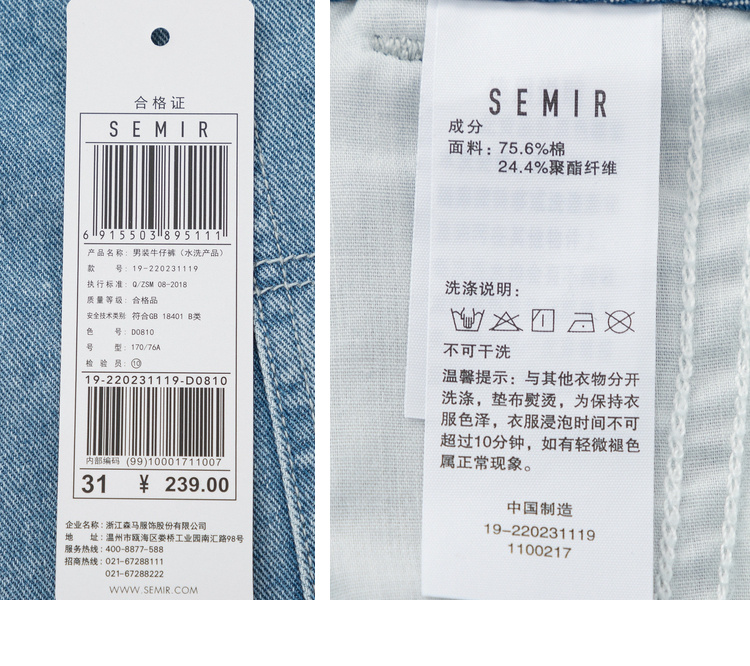 合格证
SEMIR
6 915503 895111
产品名称: 男装牛仔裤（水洗产品）
款 号: 19-220231119
执行标准: Q/ZSM 08-2018
质量等级: 合格品
安全技术类别: 符合GB 18401 B类
色 号: D0810
号 型: 170/76A
检 验 员: ⑩
19-220231119-D0810
内部编码 (99)10001711007
31 ¥ 239.00
企业名称: 浙江森马服饰股份有限公司
地 址: 温州市瓯海区娄桥工业园南汇路98号
服务热线: 400-8877-588
招商热线: 021-67288111
021-67288222
WWW.SEMIR.COM
SEMIR
成分
面料: 75.6%棉
24.4%聚酯纤维
洗涤说明:
不可干洗
温馨提示: 与其他衣物分开
洗涤，垫布熨烫，为保持衣
服色泽，衣服浸泡时间不可
超过10分钟，如有轻微褪色
属正常现象。
中国制造
19-220231119
1100217